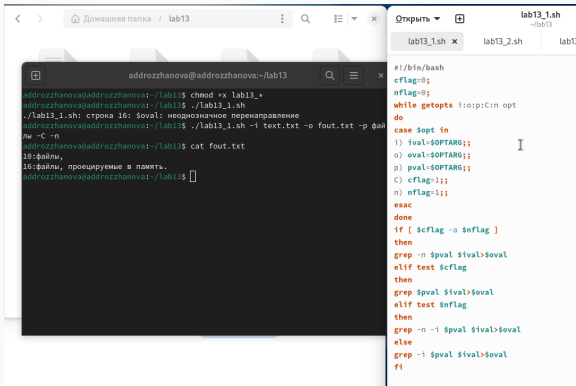 Домашняя папка / lab13
addrozzhanova@addrozzhanova:~/lab13
addrozzhanova@addrozzhanova:~/lab13$ chmod +x lab13_*
addrozzhanova@addrozzhanova:~/lab13$ ./lab13_1.sh
./lab13_1.sh: строка 16: $oval: неоднозначное перенаправление
addrozzhanova@addrozzhanova:~/lab13$ ./lab13_1.sh -i text.txt -o fout.txt -p фай
лы -C -n
addrozzhanova@addrozzhanova:~/lab13$ cat fout.txt
10:файлы,
16:файлы, проецируемые в память.
addrozzhanova@addrozzhanova:~/lab13$
Открыть
lab13_1.sh
~/lab13
lab13_1.sh
lab13_2.sh
lab13
#!/bin/bash
cflag=0;
nflag=0;
while getopts i:o:p:C:n opt
do
case $opt in
i) ival=$OPTARG;;
o) oval=$OPTARG;;
p) pval=$OPTARG;;
C) cflag=1;;
n) nflag=1;;
esac
done
if [ $cflag -a $nflag ]
then
grep -n $pval $ival>$oval
elif test $cflag
then
grep $pval $ival>$oval
elif test $nflag
then
grep -n -i $pval $ival>$oval
else
grep -i $pval $ival>$oval
fi